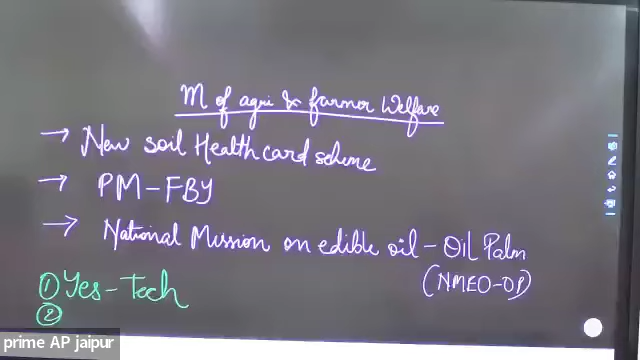 M of agri & farmer Welfare
→ New soil Health card scheme
→ PM-FBY
→ National Mission on edible oil - Oil Palm
(NMEO-OP)
① Yes-Tech
②
prime AP jaipur